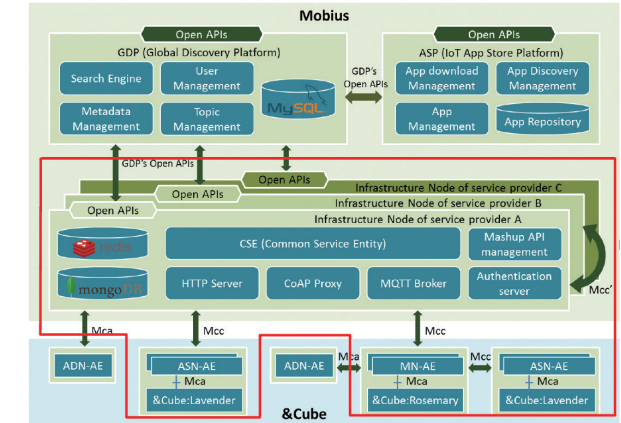 Mobius
Open APIs
GDP (Global Discovery Platform)
Search Engine
User
Management
Metadata
Management
Topic
Management
MySQL
GDP's
Open APIs
Open APIs
ASP (IoT App Store Platform)
App download
Management
App Discovery
Management
App
Management
App Repository
GDP's Open APIs
Open APIs
Infrastructure Node of service provider C
Open APIs
Infrastructure Node of service provider B
Open APIs
Infrastructure Node of service provider A
redis
mongoDB
CSE (Common Service Entity)
Mashup API
management
HTTP Server
CoAP Proxy
MQTT Broker
Authentication
server
Mcc'
Mca
Mcc
Mcc
ADN-AE
ASN-AE
Mca
&Cube:Lavender
ADN-AE
Mca
MN-AE
Mca
&Cube:Rosemary
Mcc
ASN-AE
Mca
&Cube:Lavender
&Cube